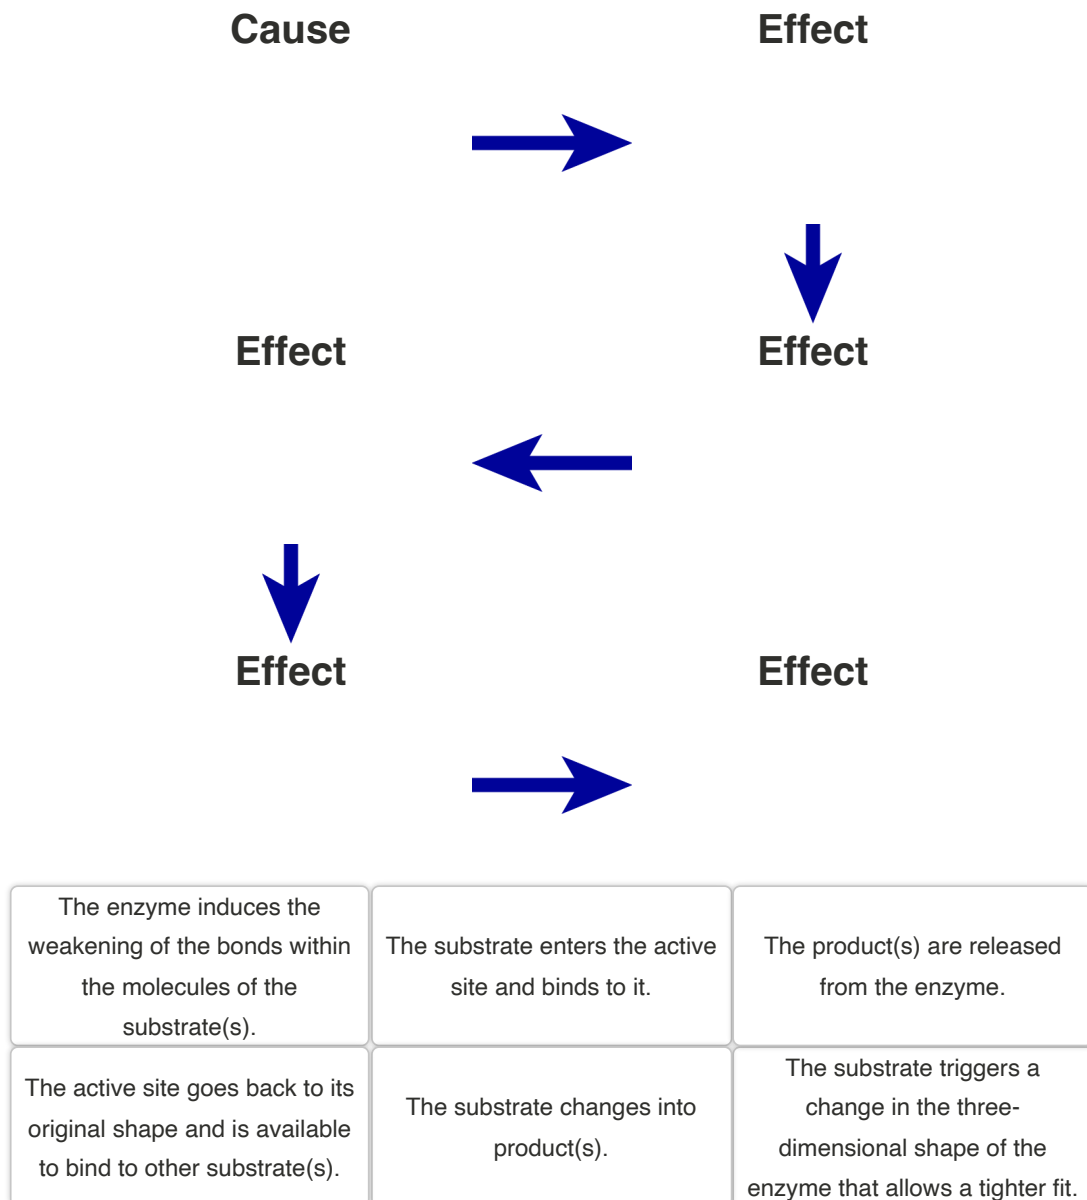 Cause
Effect
Effect
Effect
Effect
Effect
The enzyme induces the
weakening of the bonds within
the molecules of the
substrate(s).
The substrate enters the active
site and binds to it.
The product(s) are released
from the enzyme.
The active site goes back to its
original shape and is available
to bind to other substrate(s).
The substrate changes into
product(s).
The substrate triggers a
change in the three-
dimensional shape of the
enzyme that allows a tighter fit.